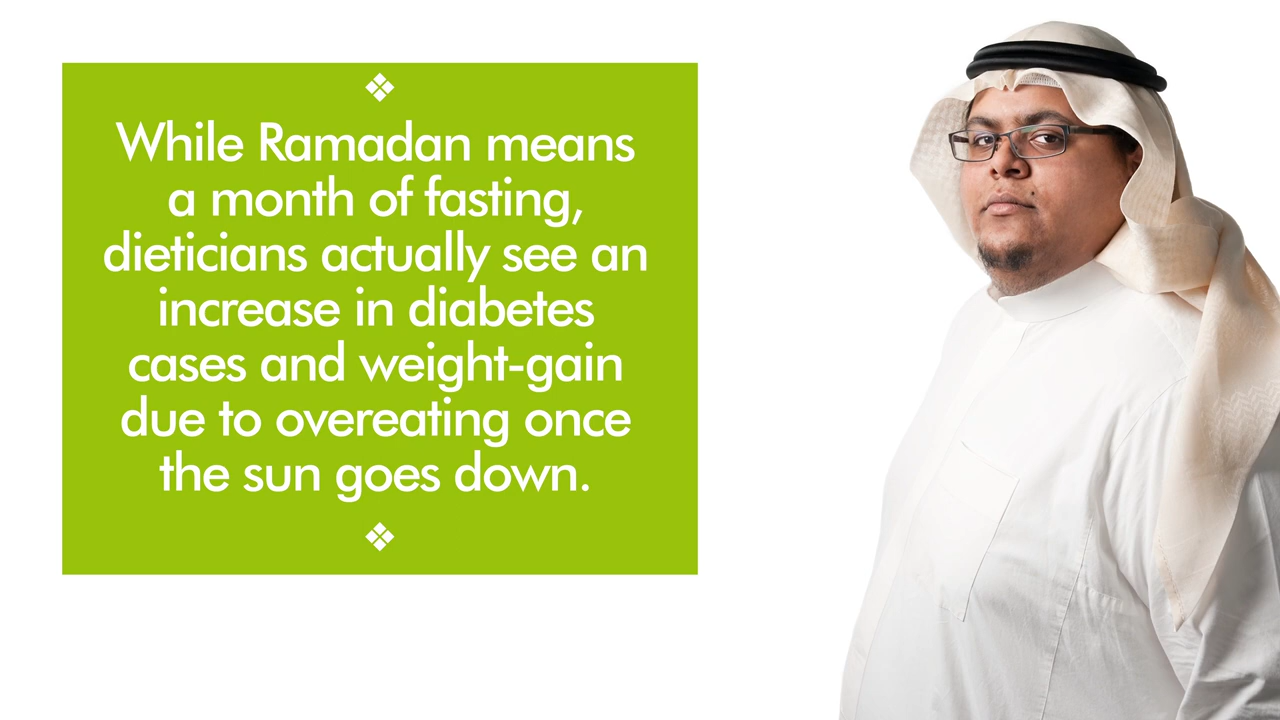 While Ramadan means
a month of fasting,
dieticians actually see an
increase in diabetes
cases and weight-gain
due to overeating once
the sun goes down.